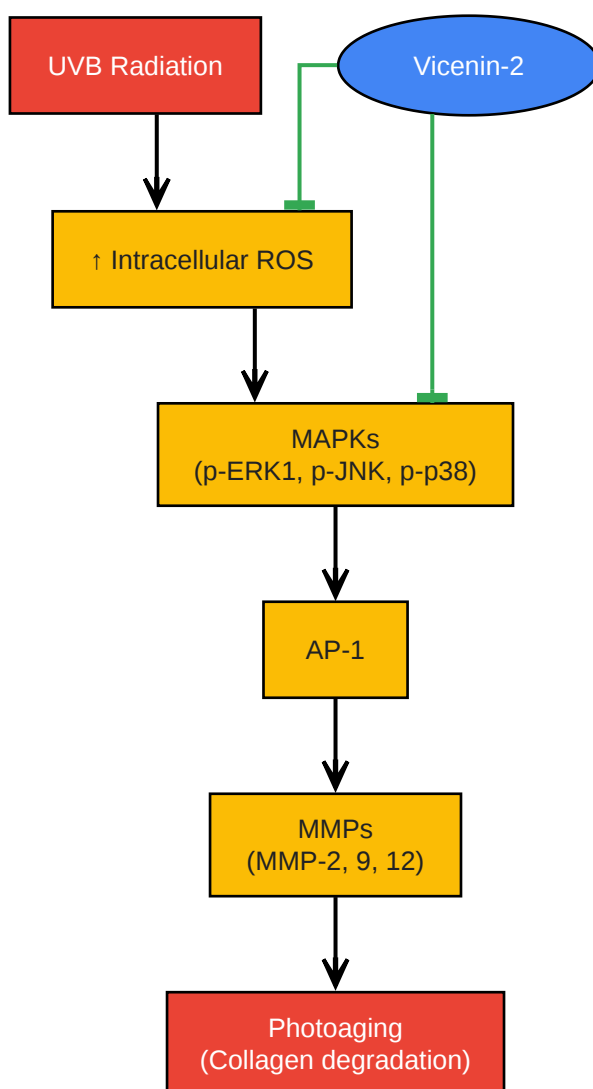 UVB Radiation
Vicenin-2
↑ Intracellular ROS
MAPKs
(p-ERK1, p-JNK, p-p38)
AP-1
MMPs
(MMP-2, 9, 12)
Photoaging
(Collagen degradation)